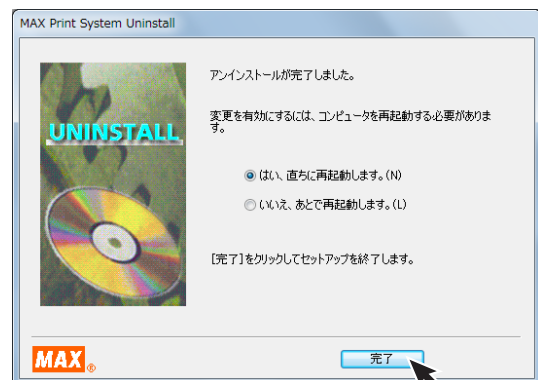 MAX Print System Uninstall
アンインストールが完了しました。
変更を有効にするには、コンピュータを再起動する必要がありま
す。
UNINSTALL
はい、直ちに再起動します。(N)
いいえ、あとで再起動します。(L)
[完了]をクリックしてセットアップを終了します。
MAX®
完了